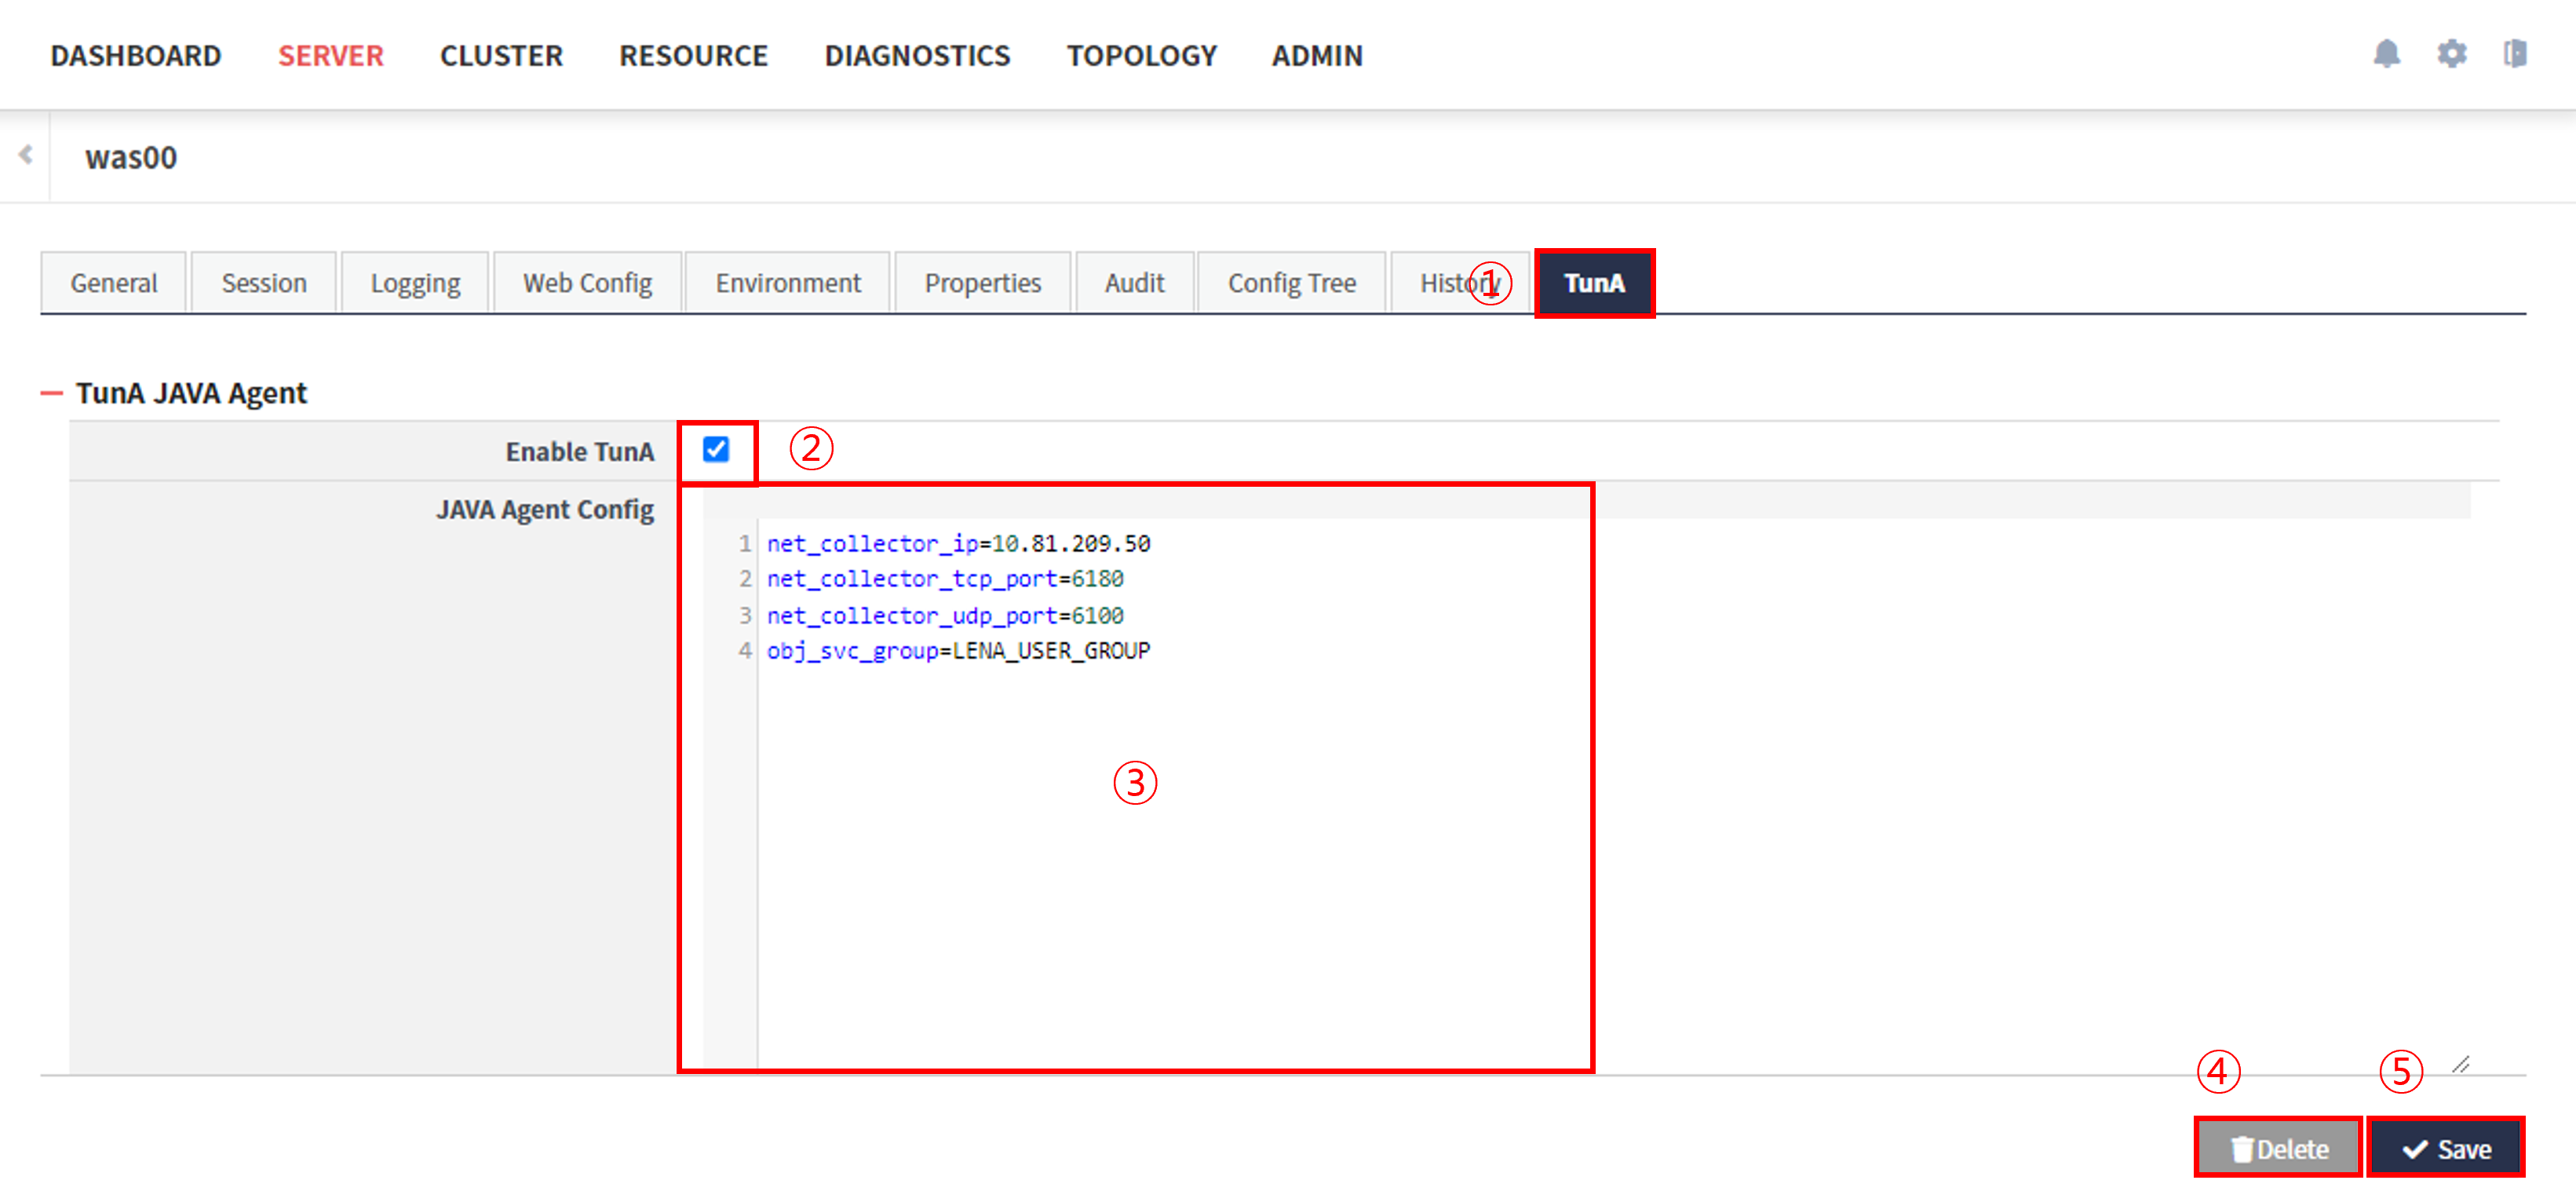 DASHBOARD SERVER CLUSTER RESOURCE DIAGNOSTICS TOPOLOGY ADMIN
was00
General Session Logging Web Config Environment Properties Audit Config Tree History ① TunA
TunA JAVA Agent
Enable TunA ②
JAVA Agent Config
1 net_collector_ip=10.81.209.50
2 net_collector_tcp_port=6180
3 net_collector_udp_port=6100
4 obj_svc_group=LENA_USER_GROUP
③
④ ⑤
Delete Save